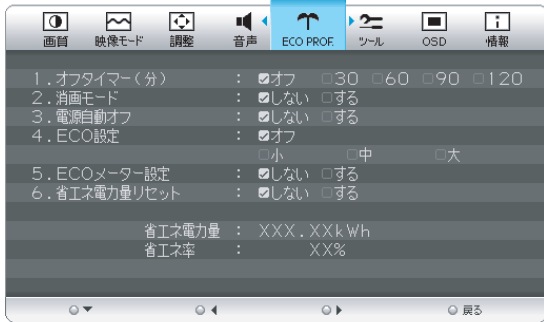 画質 映像モード 調整 音声 ECO PROF. ツール OSD 情報
1.オフタイマー(分) : オフ 30 60 90 120
2.消画モード : しない する
3.電源自動オフ : しない する
4.ECO設定 : オフ
小 中 大
5.ECOメーター設定 : しない する
6.省エネ電力量リセット : しない する
省エネ電力量 : XXX.XXkWh
省エネ率 : XX%
戻る